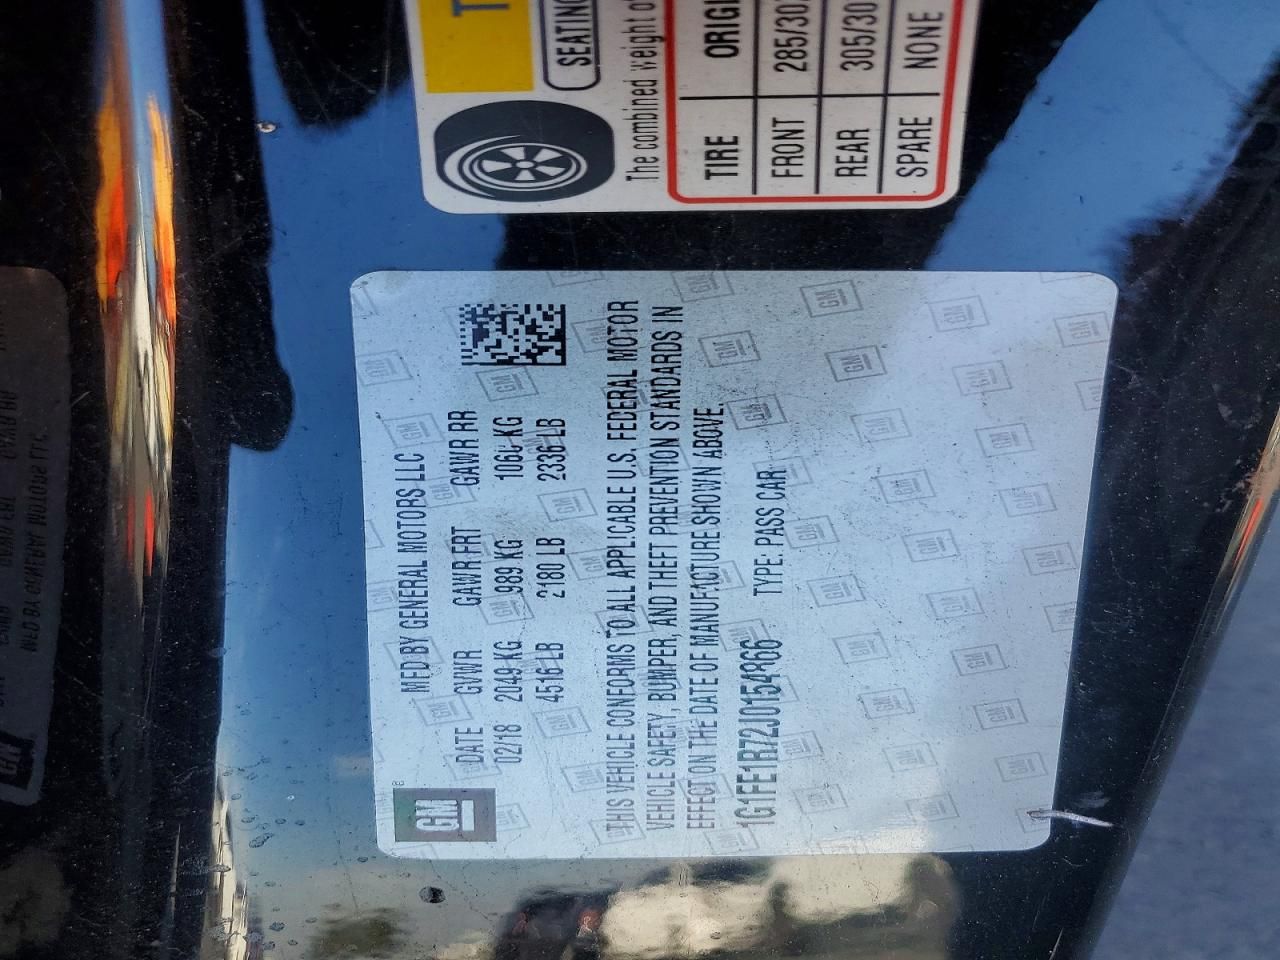 T
SEATING
The combined weight of
TIRE ORIGI
FRONT 285/30
REAR 305/30
SPARE NONE
GM
MFD BY GENERAL MOTORS LLC
DATE GVWR GAWR FRT GAWR RR
02/18 2049 KG 989 KG 1060 KG
4516 LB 2180 LB 2336 LB
THIS VEHICLE CONFORMS TO ALL APPLICABLE U.S. FEDERAL MOTOR
VEHICLE SAFETY, BUMPER, AND THEFT PREVENTION STANDARDS IN
EFFECT ON THE DATE OF MANUFACTURE SHOWN ABOVE.
1G1FE1R72J0154866 TYPE: PASS CAR